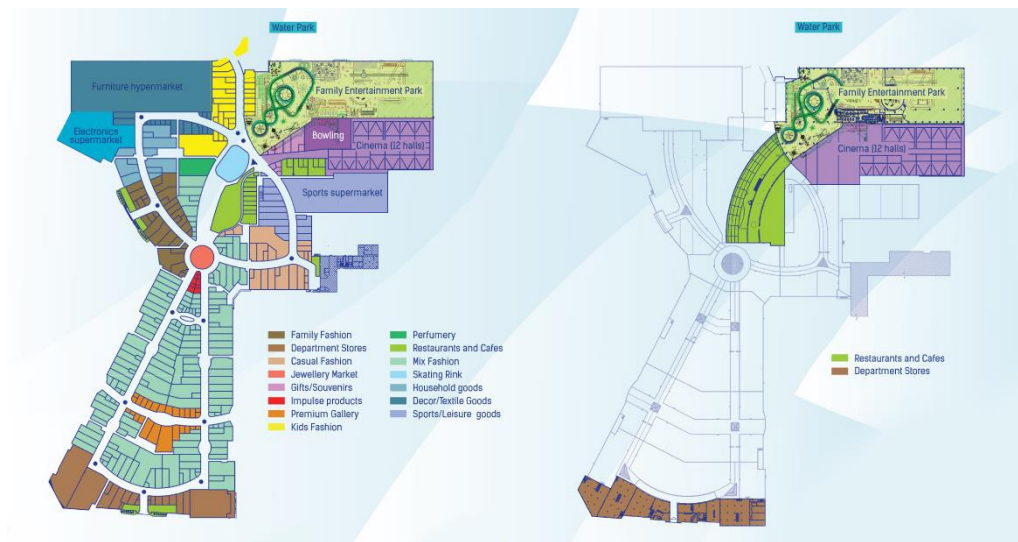 Water Park
Furniture hypermarket
Family Entertainment Park
Electronics
supermarket
Bowling
Cinema (12 halls)
Sports supermarket
Family Fashion
Department Stores
Casual Fashion
Jewellery Market
Gifts/Souvenirs
Impulse products
Premium Gallery
Kids Fashion
Perfumery
Restaurants and Cafes
Mix Fashion
Skating Rink
Household goods
Decor/Textile Goods
Sports/Leisure goods
Water Park
Family Entertainment Park
Cinema (12 halls)
Restaurants and Cafes
Department Stores